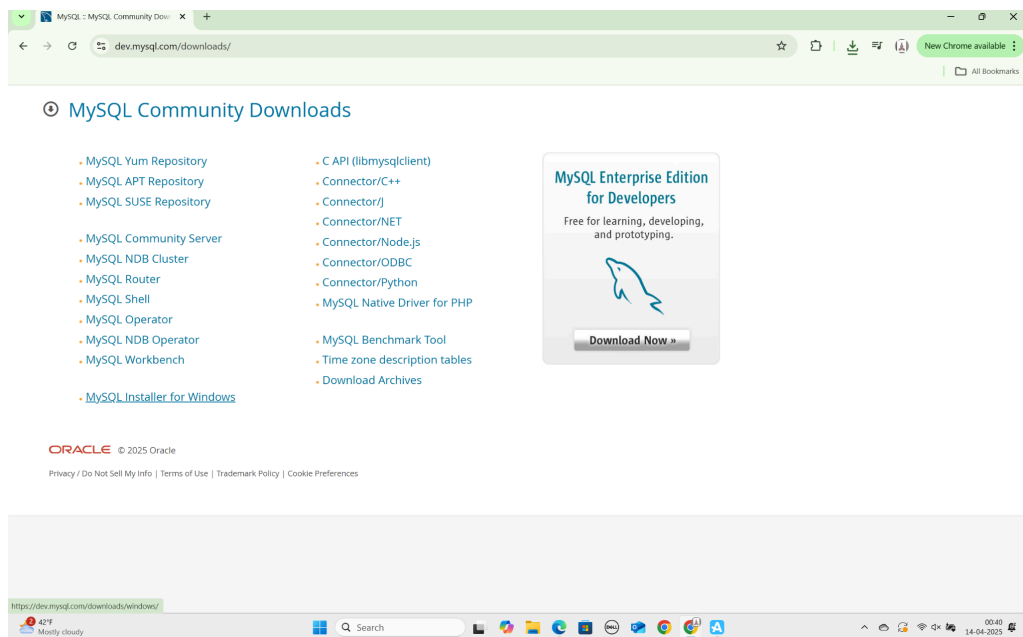 MySQL :: MySQL Community Dow
dev.mysql.com/downloads/
New Chrome available
All Bookmarks
MySQL Community Downloads
MySQL Yum Repository
MySQL APT Repository
MySQL SUSE Repository
MySQL Community Server
MySQL NDB Cluster
MySQL Router
MySQL Shell
MySQL Operator
MySQL NDB Operator
MySQL Workbench
MySQL Installer for Windows
C API (libmysqlclient)
Connector/C++
Connector/J
Connector/NET
Connector/Node.js
Connector/ODBC
Connector/Python
MySQL Native Driver for PHP
MySQL Benchmark Tool
Time zone description tables
Download Archives
MySQL Enterprise Edition
for Developers
Free for learning, developing,
and prototyping.
Download Now »
ORACLE © 2025 Oracle
Privacy / Do Not Sell My Info | Terms of Use | Trademark Policy | Cookie Preferences
https://dev.mysql.com/downloads/windows/
2
42°F
Mostly cloudy
Search
DELL
00:40
14-04-2025